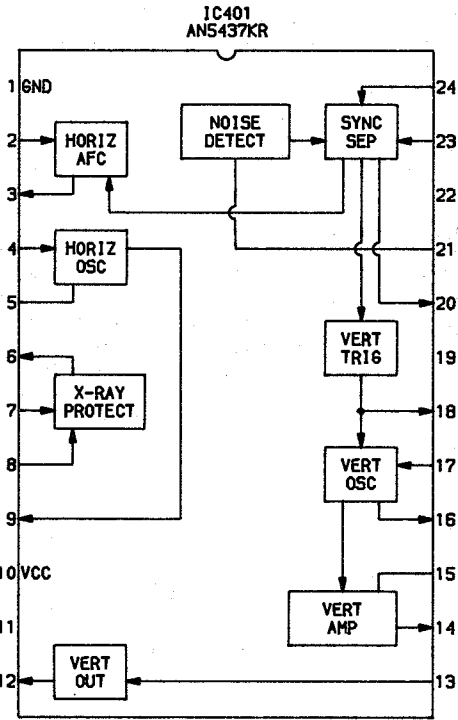 IC401
AN5437KR
1 GND
24
2
HORIZ
AFC
NOISE
DETECT
SYNC
SEP
23
3
22
4
HORIZ
OSC
21
5
20
6
VERT
TRIG
19
7
X-RAY
PROTECT
18
8
VERT
OSC
17
9
16
10 VCC
15
11
VERT
AMP
14
12
VERT
OUT
13